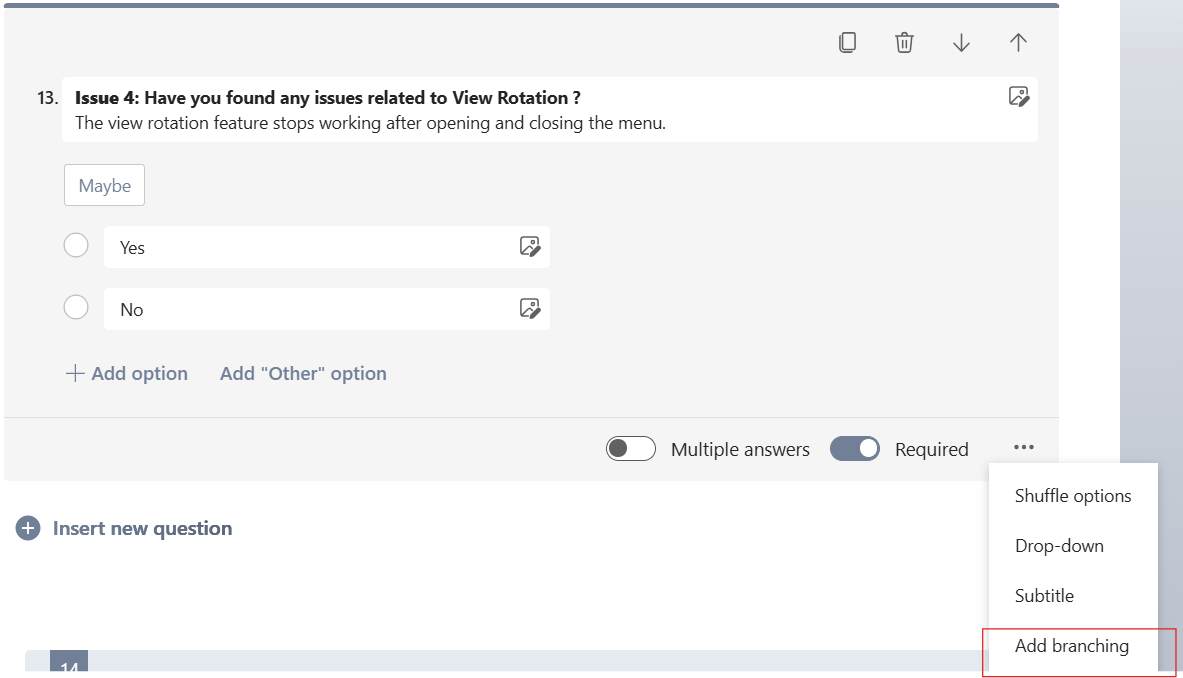 13. Issue 4: Have you found any issues related to View Rotation ?
The view rotation feature stops working after opening and closing the menu.
Maybe
Yes
No
Add option Add "Other" option
Multiple answers Required
Shuffle options
Insert new question
Drop-down
Subtitle
Add branching
14